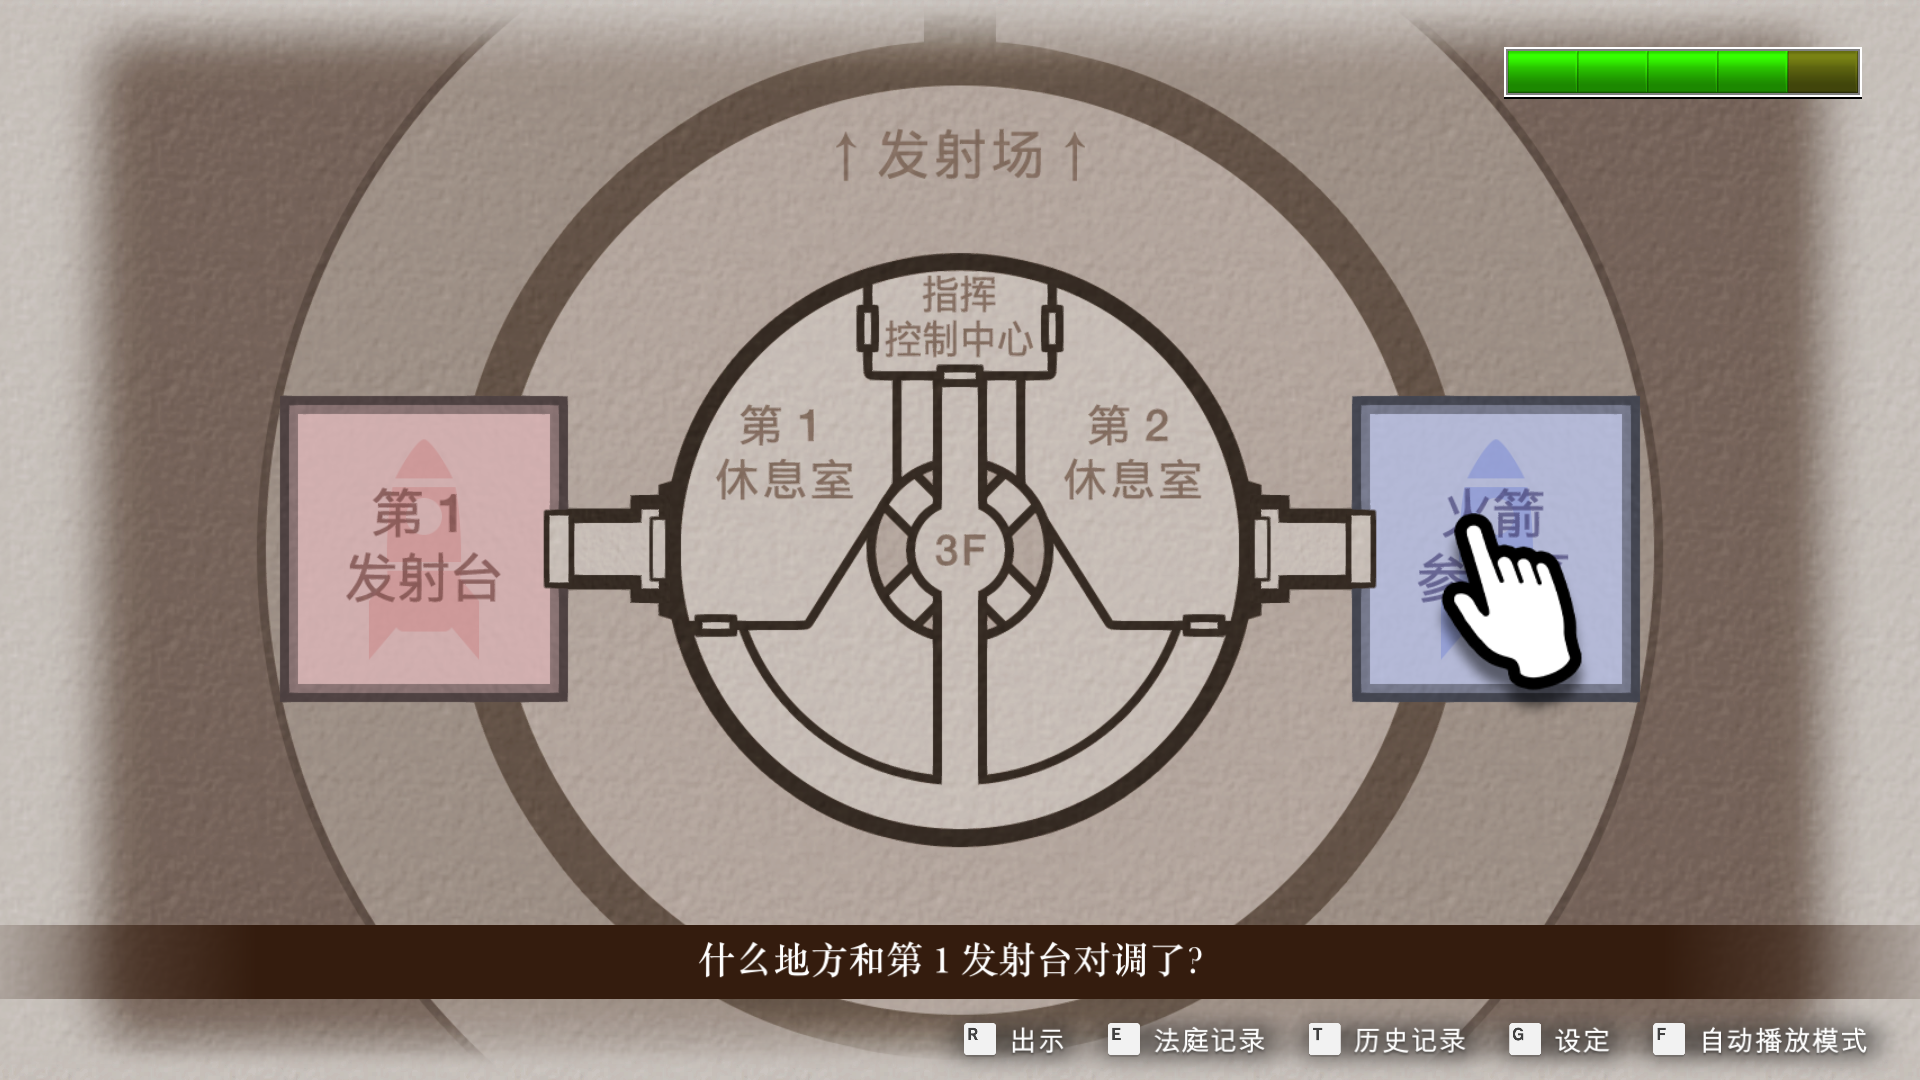 ↑ 发射场 ↑
指挥
控制中心
第 1
休息室
第 2
休息室
第 1
发射台
3F
火箭
什么地方和第 1 发射台对调了?
R 出示
E 法庭记录
T 历史记录
G 设定
F 自动播放模式